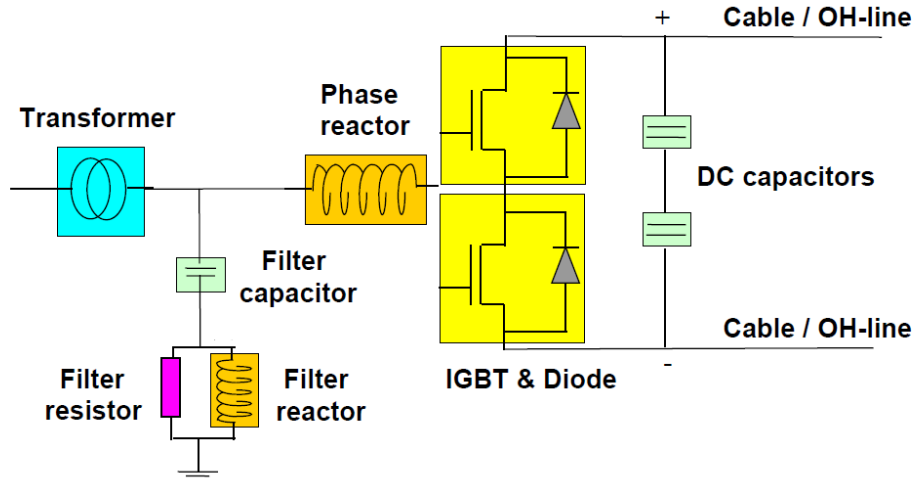 +
Cable / OH-line
Phase
reactor
Transformer
DC capacitors
Filter
capacitor
Cable / OH-line
-
IGBT & Diode
Filter
resistor
Filter
reactor